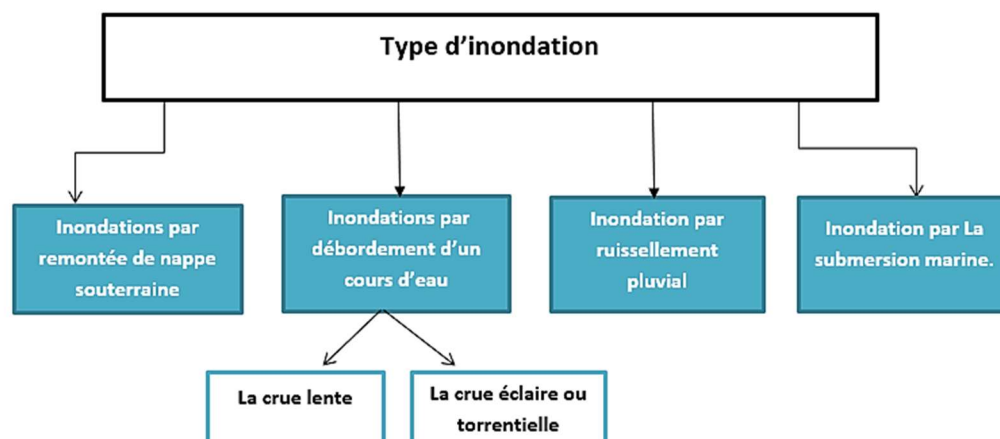 Type d’inondation
Inondations par
remontée de nappe
souterraine
Inondations par
débordement d’un
cours d’eau
Inondation par
ruissellement
pluvial
Inondation par La
submersion marine.
La crue lente
La crue éclaire ou
torrentielle